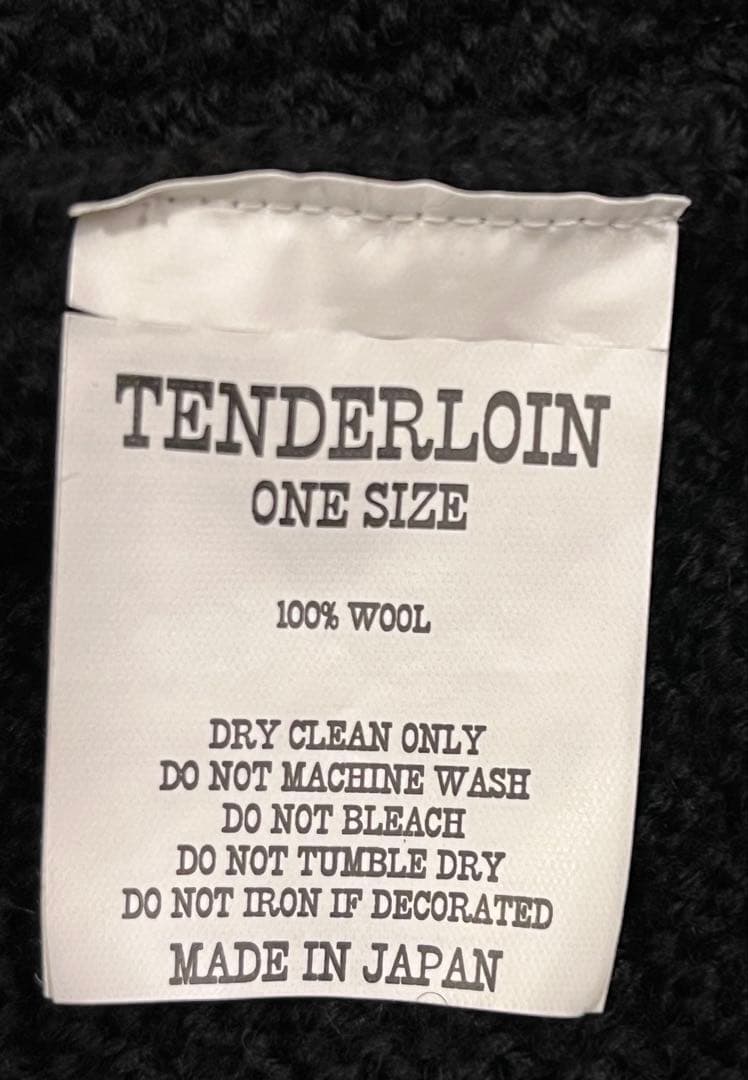 TENDERLOIN
ONE SIZE
100% WOOL
DRY CLEAN ONLY
DO NOT MACHINE WASH
DO NOT BLEACH
DO NOT TUMBLE DRY
DO NOT IRON IF DECORATED
MADE IN JAPAN